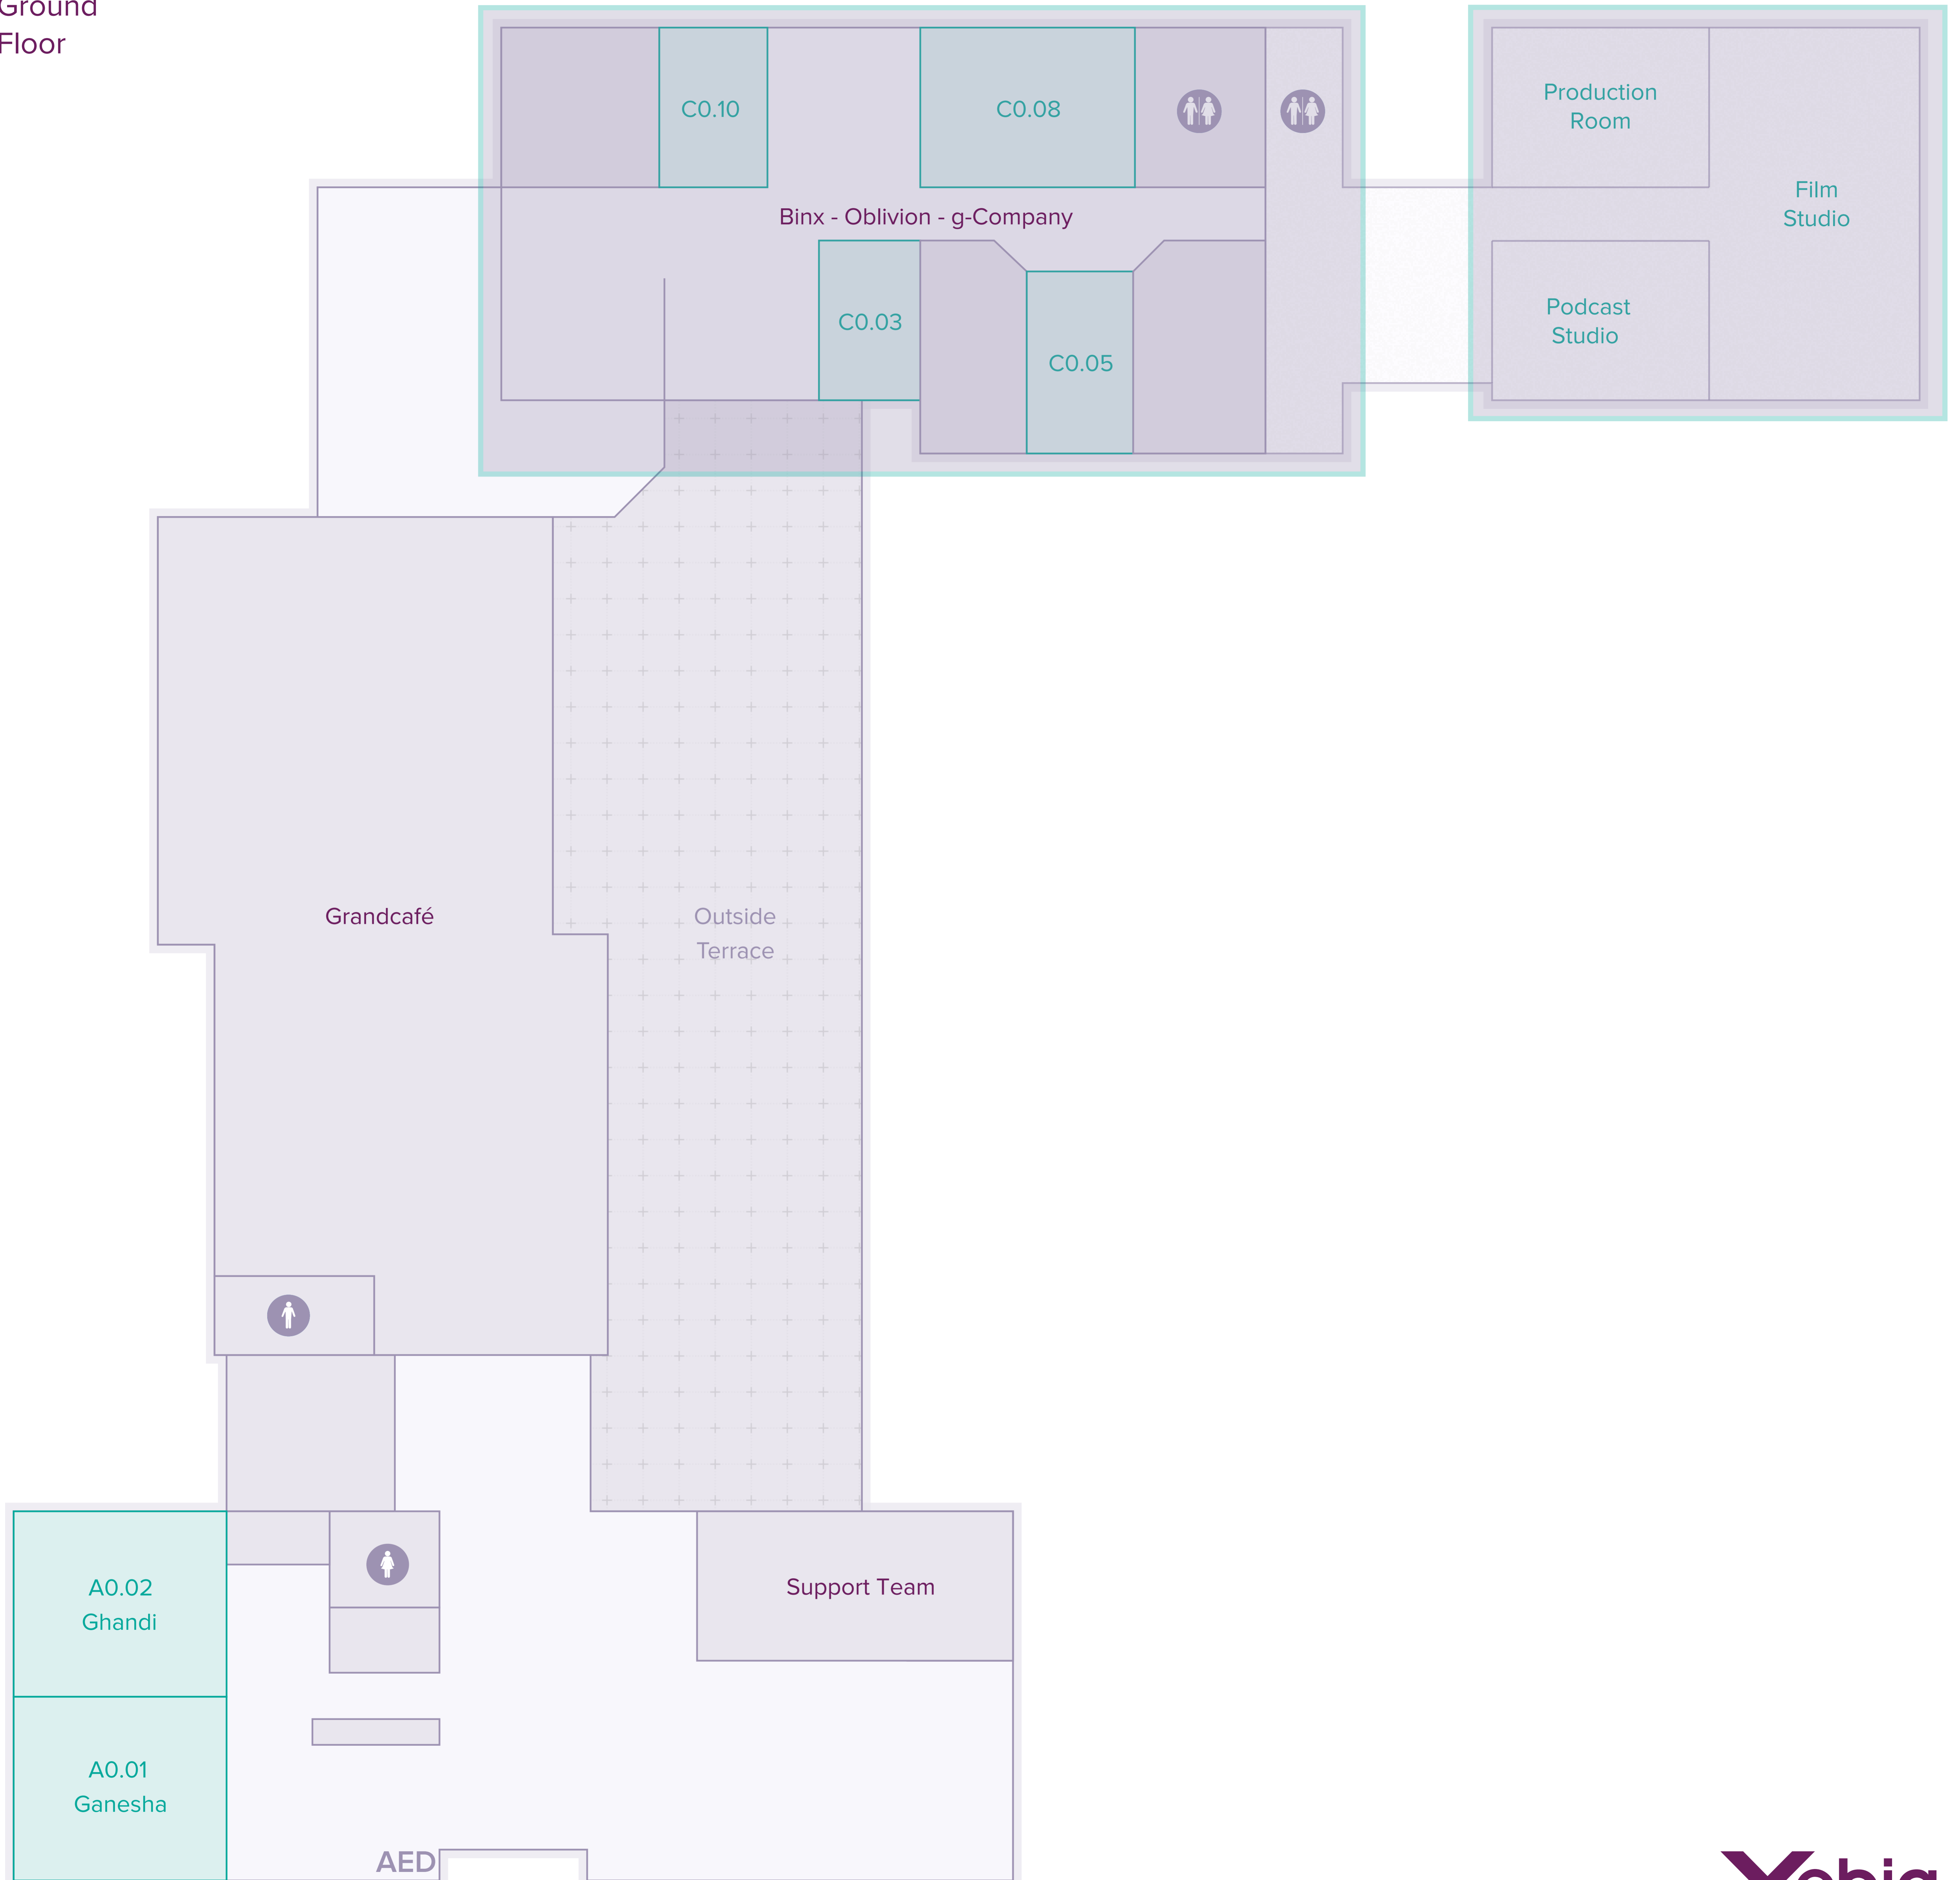 Ground
Floor
C0.10
C0.08
Production
Room
Film
Studio
Binx - Oblivion - g-Company
C0.03
C0.05
Podcast
Studio
Grandcafé
Outside
Terrace
A0.02
Ghandi
Support Team
A0.01
Ganesha
AED
Xebia